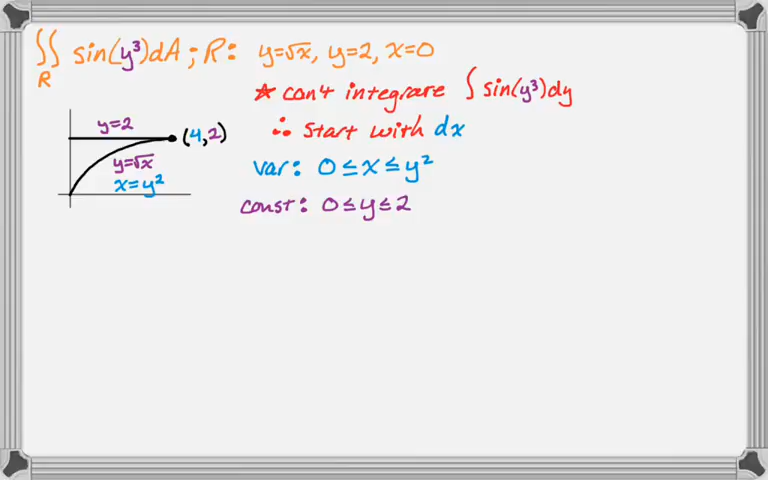 ∬ sin(y³)dA ; R: y=√x, y=2, x=0
R
★ can't integrare ∫ sin(y³)dy
∴ start with dx
y=2
(4,2)
y=√x
x=y²
var: 0 ≤ x ≤ y²
const: 0 ≤ y ≤ 2